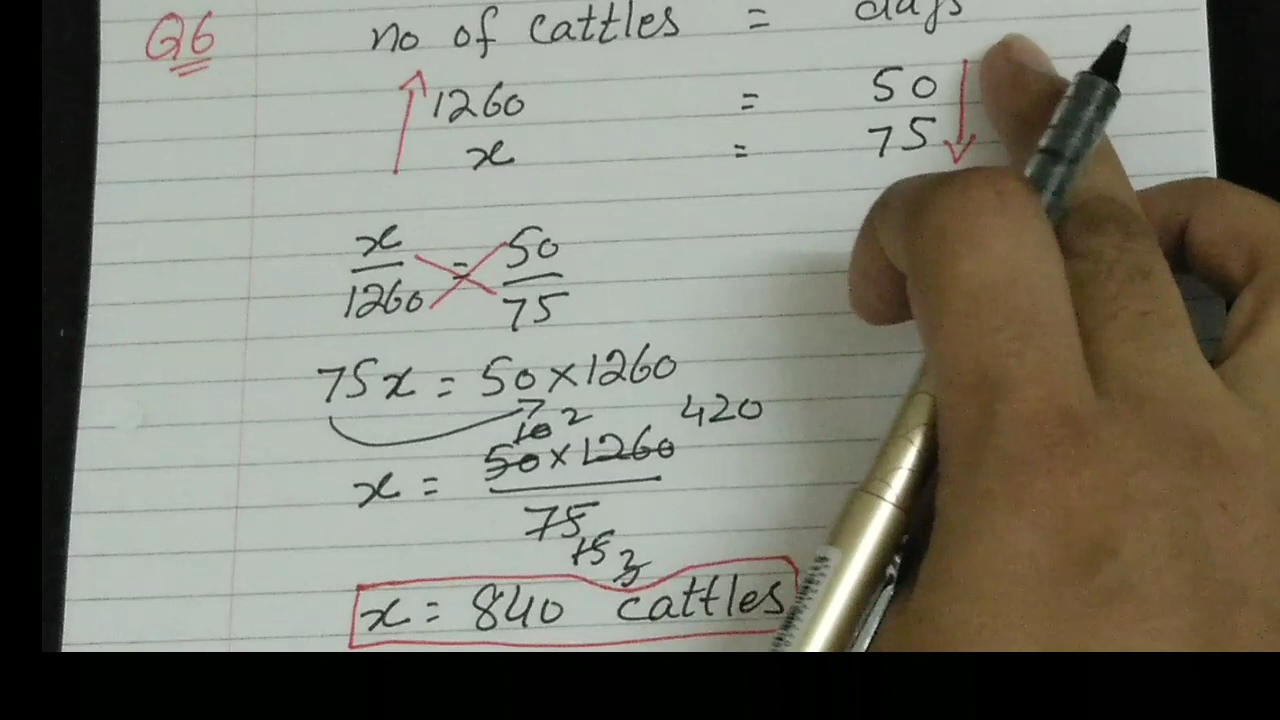 Q6 no of cattles = days
1260 = 50
x = 75
x/1260 = 50/75
75x = 50×1260
10 2 420
x = 50×1260/75
15 3
x = 840 cattles